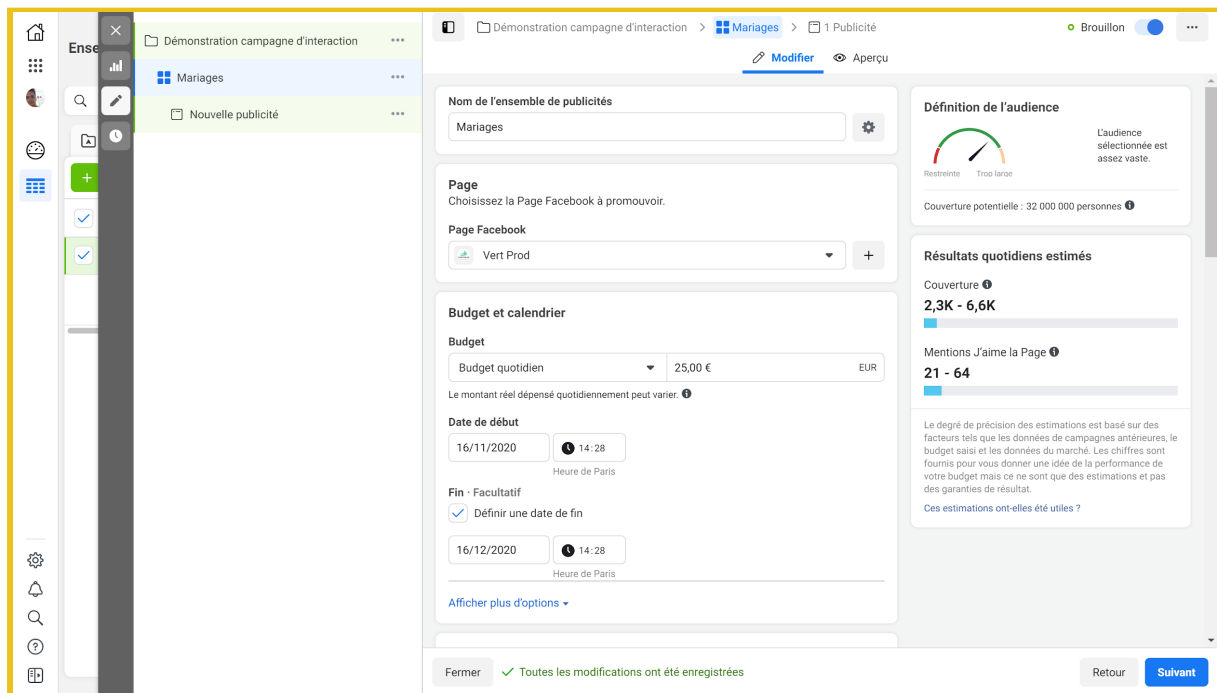 Ense
Démonstration campagne d'interaction
Mariages
Nouvelle publicité
Démonstration campagne d'interaction > Mariages > 1 Publicité
Brouillon
Modifier
Aperçu
Nom de l'ensemble de publicités
Mariages
Page
Choisissez la Page Facebook à promouvoir.
Page Facebook
Vert Prod
Budget et calendrier
Budget
Budget quotidien
25,00 €
EUR
Le montant réel dépensé quotidiennement peut varier.
Date de début
16/11/2020
14:28
Heure de Paris
Fin · Facultatif
Définir une date de fin
16/12/2020
14:28
Heure de Paris
Afficher plus d'options
Définition de l'audience
L'audience
sélectionnée est
assez vaste.
Restreinte
Trop large
Couverture potentielle : 32 000 000 personnes
Résultats quotidiens estimés
Couverture
2,3K - 6,6K
Mentions J'aime la Page
21 - 64
Le degré de précision des estimations est basé sur des
facteurs tels que les données de campagnes antérieures, le
budget saisi et les données du marché. Les chiffres sont
fournis pour vous donner une idée de la performance de
votre budget mais ce ne sont que des estimations et pas
des garanties de résultat.
Ces estimations ont-elles été utiles ?
Fermer
Toutes les modifications ont été enregistrées
Retour
Suivant